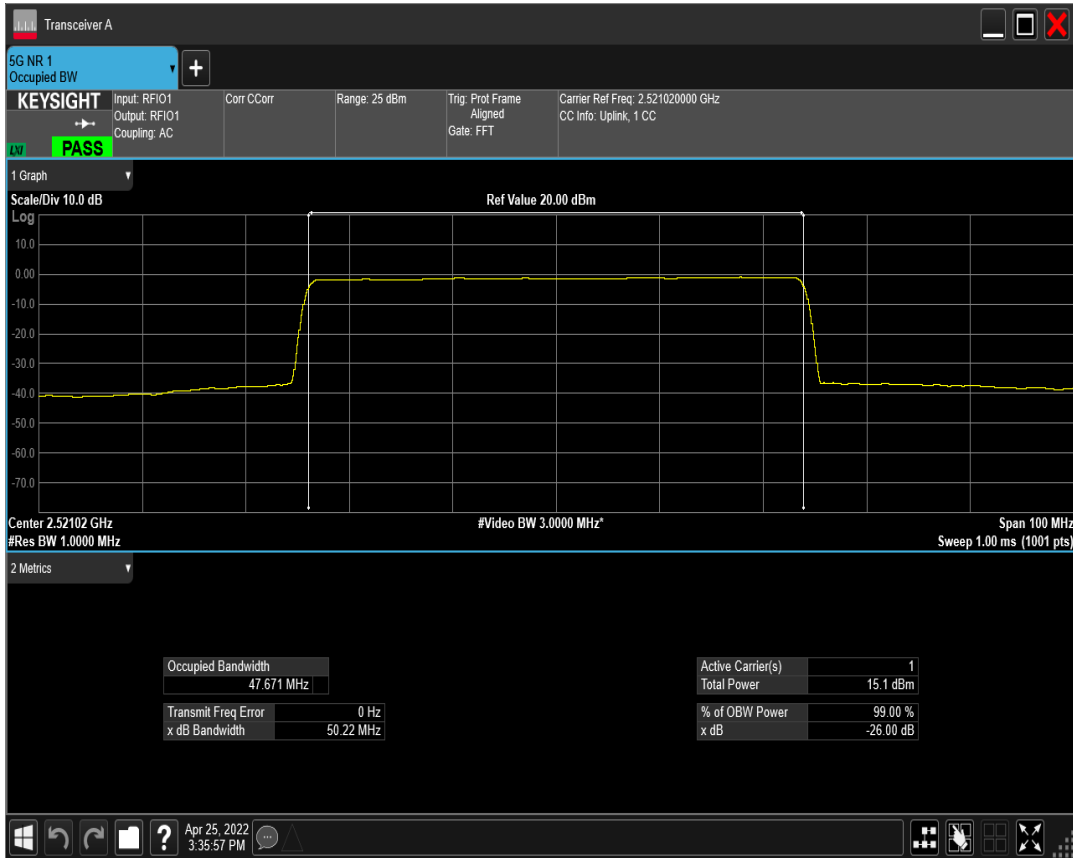 Transceiver A
5G NR 1
Occupied BW
KEYSIGHT
Input: RFIO1
Output: RFIO1
Coupling: AC
Corr CCorr
Range: 25 dBm
Trig: Prot Frame
Aligned
Gate: FFT
Carrier Ref Freq: 2.521020000 GHz
CC Info: Uplink, 1 CC
LXI
PASS
1 Graph
Scale/Div 10.0 dB
Ref Value 20.00 dBm
Log
10.0
0.00
-10.0
-20.0
-30.0
-40.0
-50.0
-60.0
-70.0
Center 2.52102 GHz
#Video BW 3.0000 MHz*
Span 100 MHz
#Res BW 1.0000 MHz
Sweep 1.00 ms (1001 pts)
2 Metrics
Occupied Bandwidth
47.671 MHz
Transmit Freq Error 0 Hz
x dB Bandwidth 50.22 MHz
Active Carrier(s) 1
Total Power 15.1 dBm
% of OBW Power 99.00 %
x dB -26.00 dB
Apr 25, 2022
3:35:57 PM